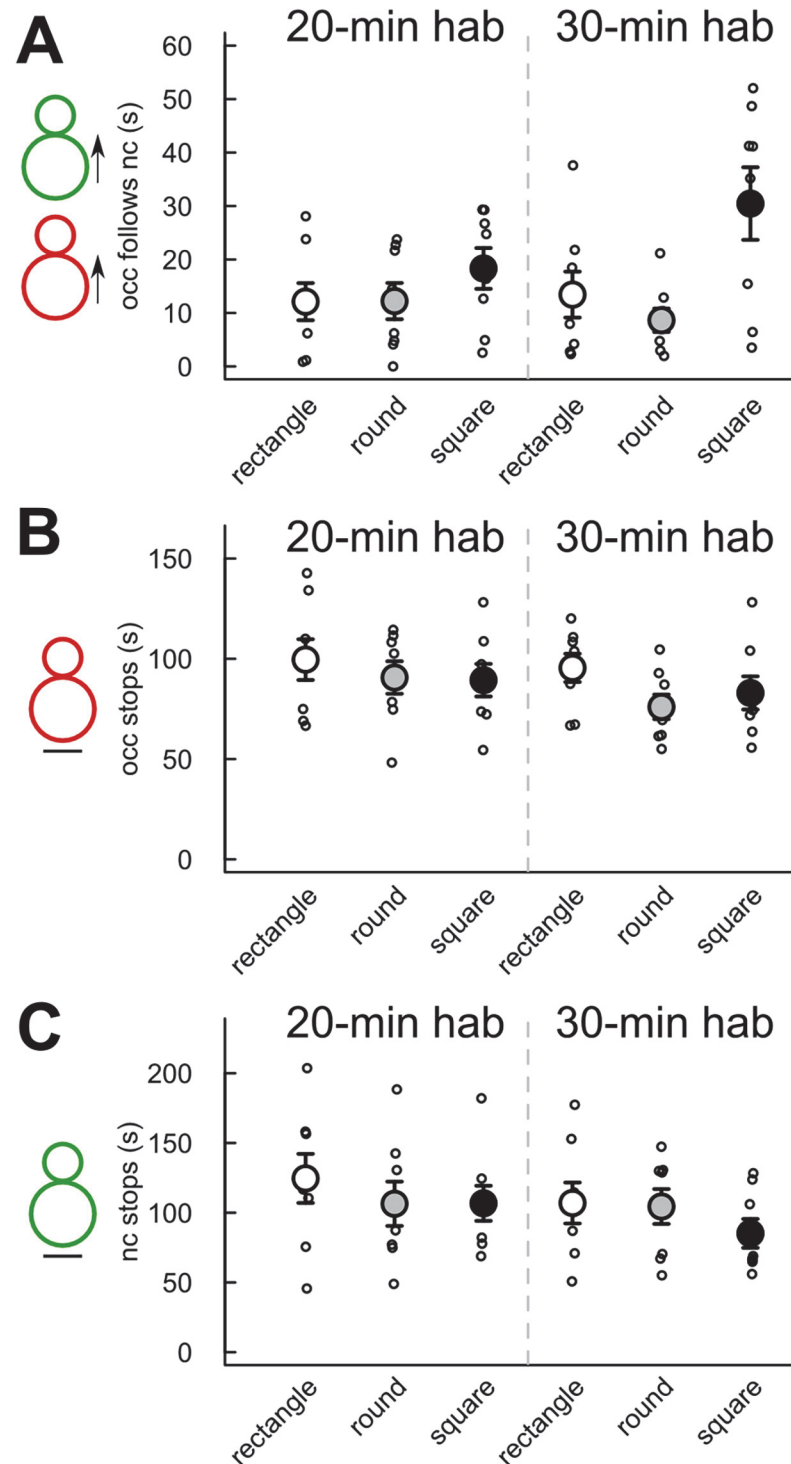 A
20-min hab 30-min hab
occ follows nc (s)
60
50
40
30
20
10
0
rectangle round square rectangle round square
B
20-min hab 30-min hab
occ stops (s)
150
100
50
0
rectangle round square rectangle round square
C
20-min hab 30-min hab
nc stops (s)
200
150
100
50
0
rectangle round square rectangle round square